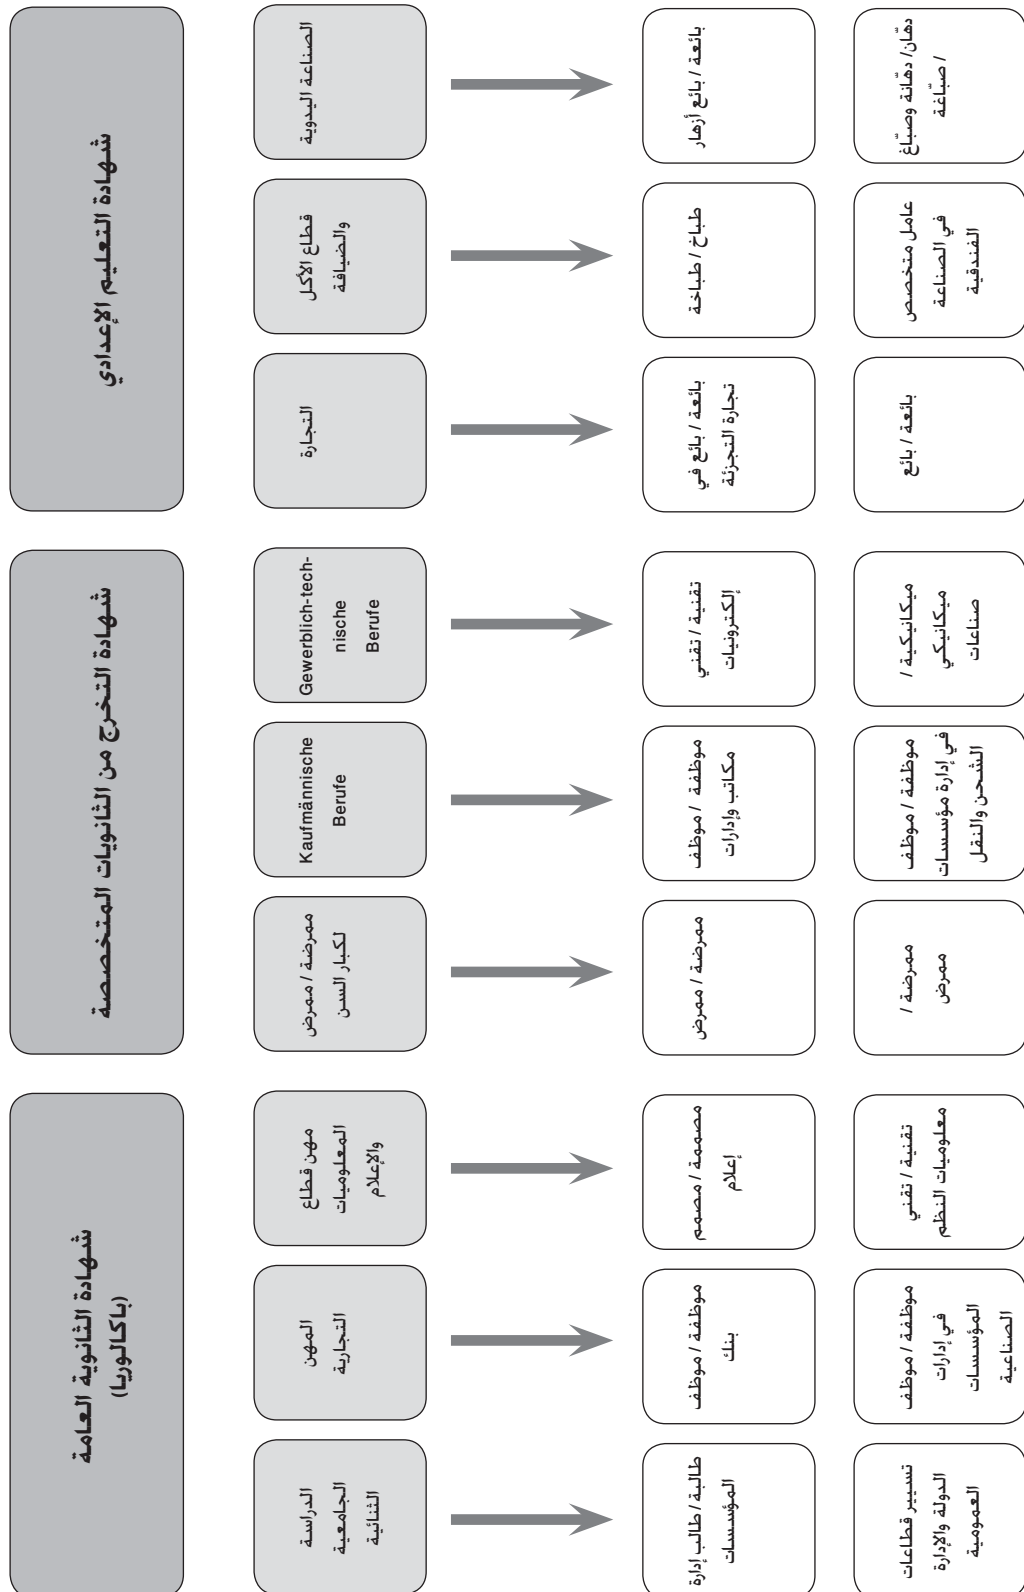 شهادة التعليم الإعدادي
شهادة التخرج من الثانويات المتخصصة
شهادة الثانوية العامة
(باكالوريا)
الصناعة اليدوية
قطاع الأكل
والضيافة
التجارة
Gewerblich-tech-
nische
Berufe
Kaufmännische
Berufe
ممرضة / ممرض
لكبار السن
مهن قطاع
المعلوميات
والإعلام
المهن
التجارية
الدراسة
الجامعية
الثنائية
بائعة / بائع أزهار
طباخ / طباخة
بائعة / بائع في
تجارة التجزئة
تقنية / تقني
إلكترونيات
موظفة / موظف
مكاتب وإدارات
ممرضة / ممرض
مصممة / مصمم
إعلام
موظفة / موظف
بنك
طالبة / طالب إدارة
المؤسسات
دهّان/ دهّانة وصبّاغ
/ صبّاغة
عامل متخصص
في الصناعة
الفندقية
بائعة / بائع
ميكانيكية /
ميكانيكي
صناعات
موظفة / موظف
في إدارة مؤسسات
الشحن والنقل
ممرضة /
ممرض
تقنية / تقني
معلوميات النظم
موظفة / موظف
في إدارات
المؤسسات
الصناعية
تسيير قطاعات
الدولة والإدارة
العمومية